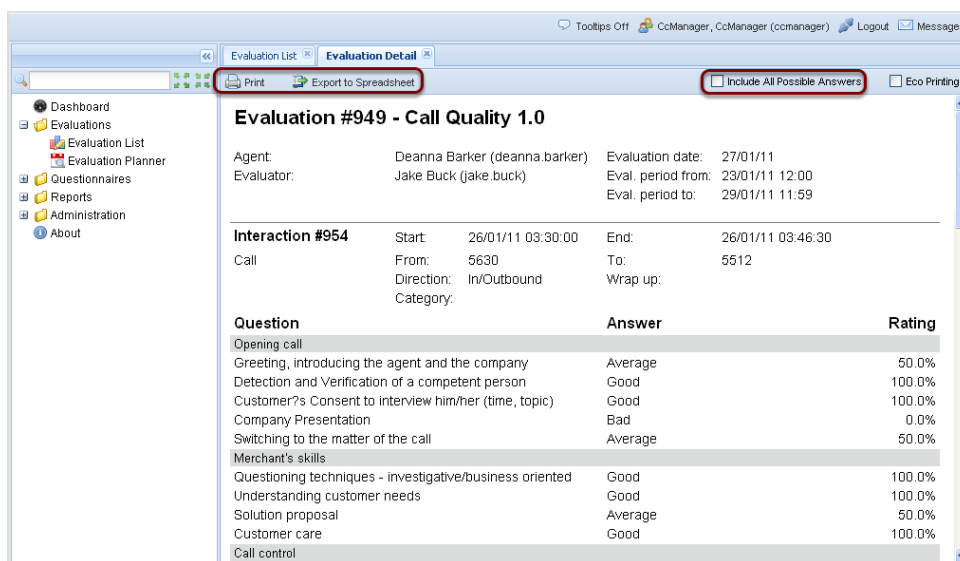 Tooltips Off CcManager, CcManager (ccmanager) Logout Message
Evaluation List Evaluation Detail
Print Export to Spreadsheet Include All Possible Answers Eco Printing
Dashboard
Evaluations
Evaluation List
Evaluation Planner
Questionnaires
Reports
Administration
About
Evaluation #949 - Call Quality 1.0
Agent: Deanna Barker (deanna.barker) Evaluation date: 27/01/11
Evaluator: Jake Buck (jake.buck) Eval. period from: 23/01/11 12:00
Eval. period to: 29/01/11 11:59
Interaction #954 Start: 26/01/11 03:30:00 End: 26/01/11 03:46:30
Call From: 5630 To: 5512
Direction: In/Outbound Wrap up:
Category:
Question Answer Rating
Opening call
Greeting, introducing the agent and the company Average 50.0%
Detection and Verification of a competent person Good 100.0%
Customer?s Consent to interview him/her (time, topic) Good 100.0%
Company Presentation Bad 0.0%
Switching to the matter of the call Average 50.0%
Merchant's skills
Questioning techniques - investigative/business oriented Good 100.0%
Understanding customer needs Good 100.0%
Solution proposal Average 50.0%
Customer care Good 100.0%
Call control